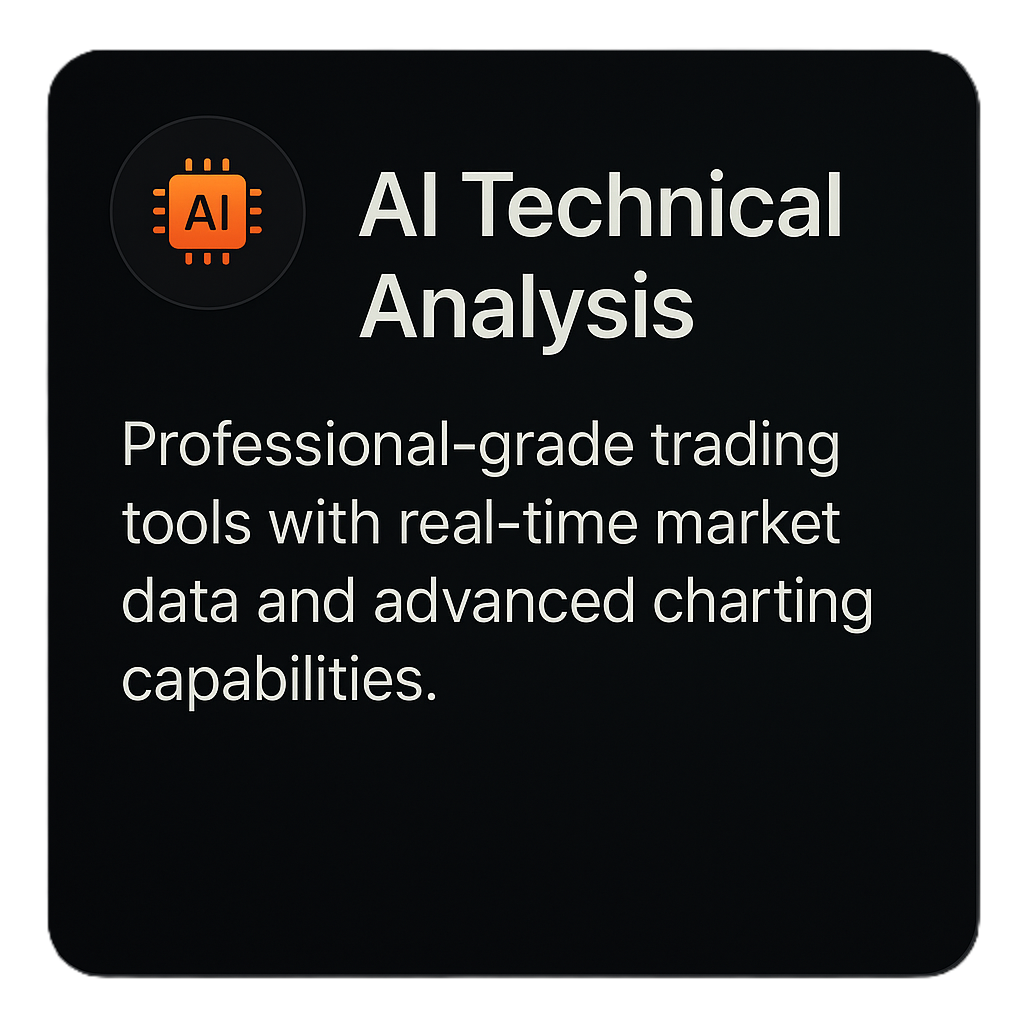 AI
AI Technical
Analysis
Professional-grade trading
tools with real-time market
data and advanced charting
capabilities.